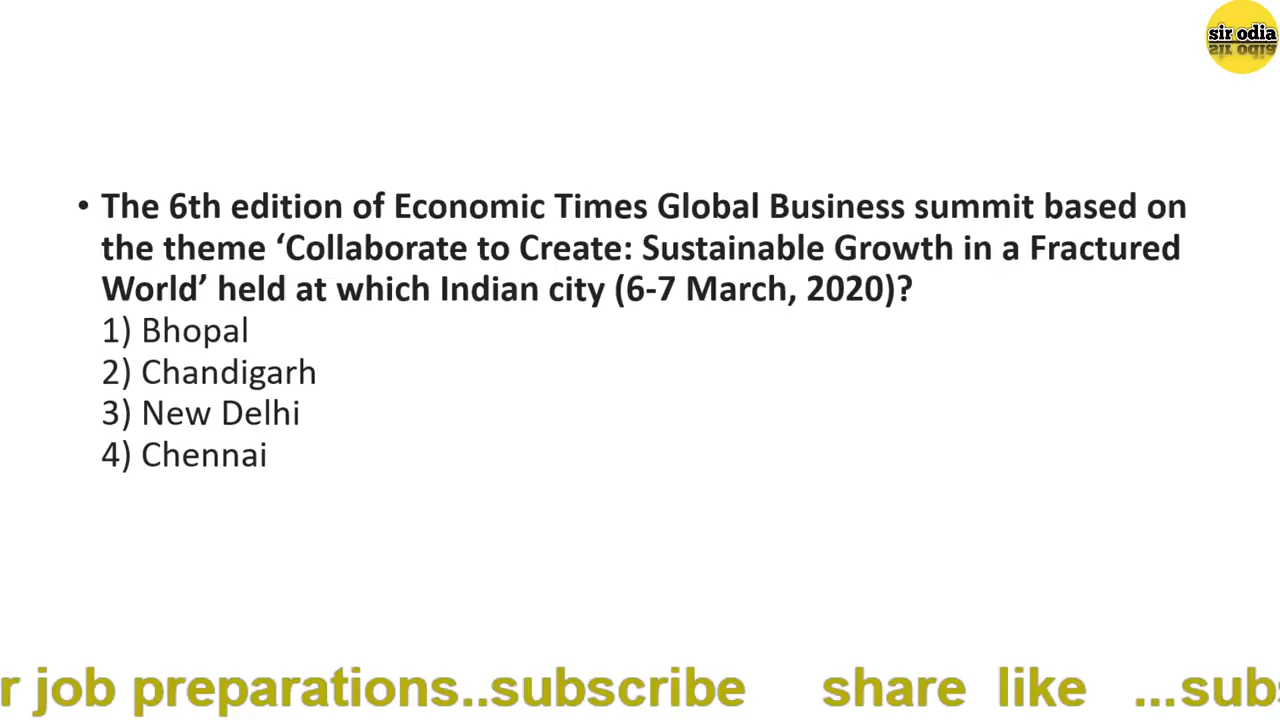 sir odia
• The 6th edition of Economic Times Global Business summit based on
the theme ‘Collaborate to Create: Sustainable Growth in a Fractured
World’ held at which Indian city (6-7 March, 2020)?
1) Bhopal
2) Chandigarh
3) New Delhi
4) Chennai
r job preparations..subscribe share like ...subs